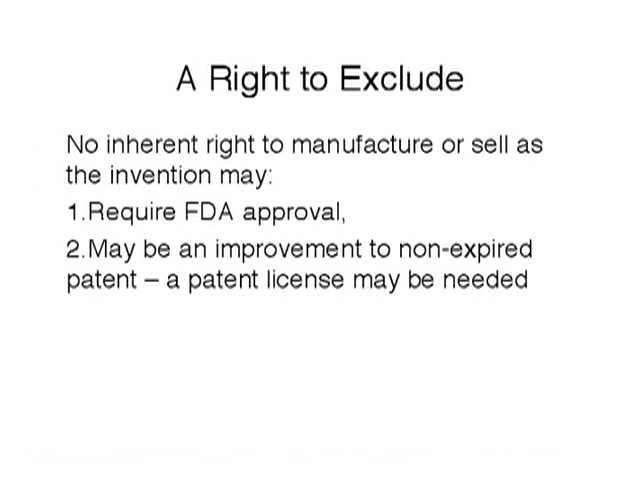 A Right to Exclude
No inherent right to manufacture or sell as
the invention may:
1.Require FDA approval,
2.May be an improvement to non-expired
patent – a patent license may be needed